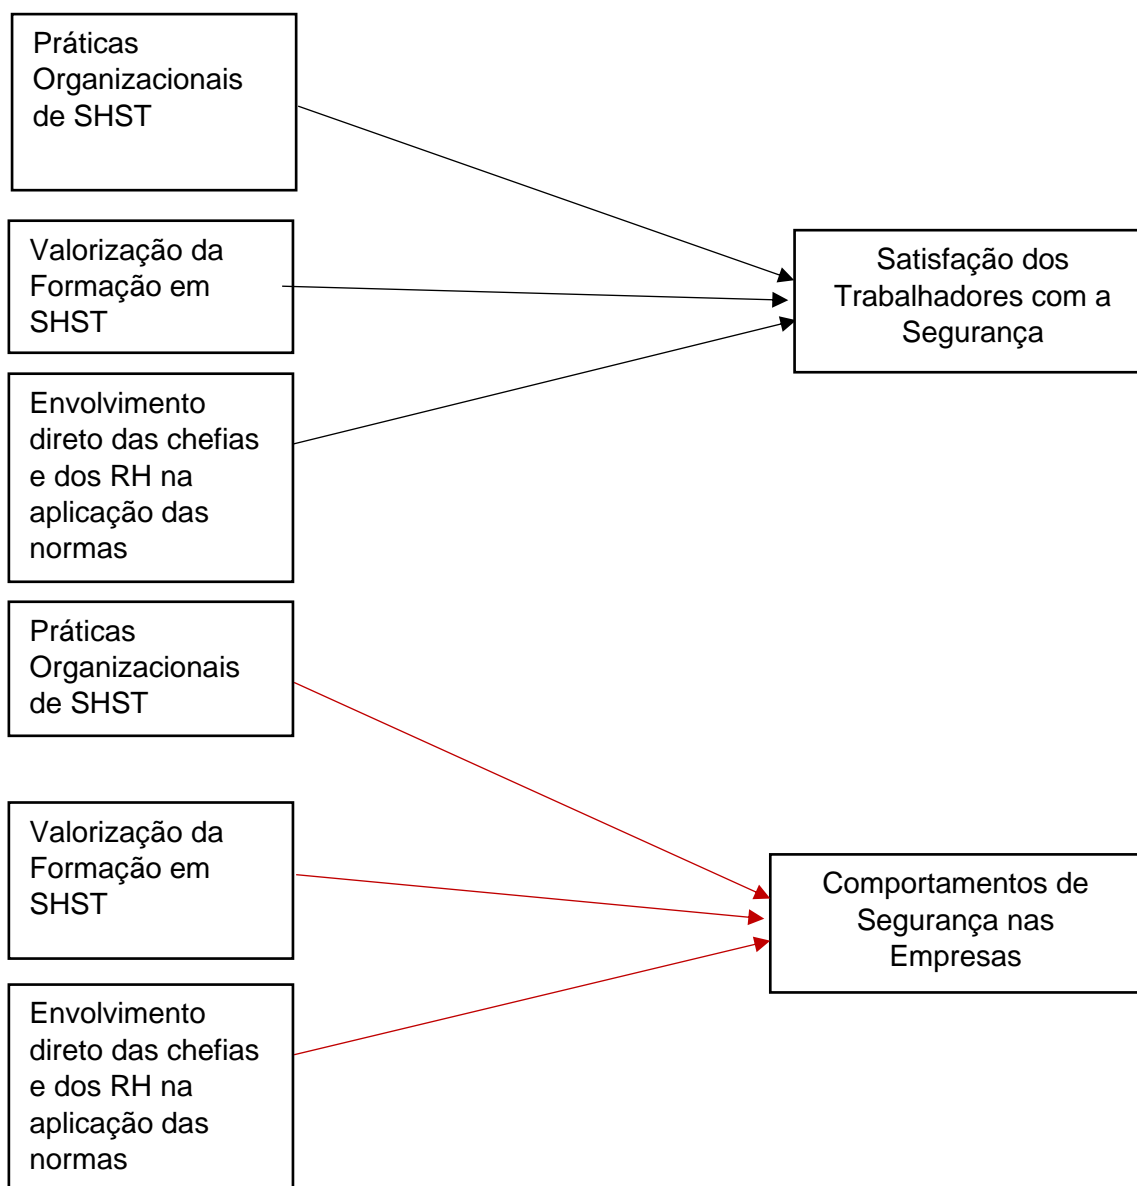 Práticas
Organizacionais
de SHST
Valorização da
Formação em
SHST
Envolvimento
direto das chefias
e dos RH na
aplicação das
normas
Satisfação dos
Trabalhadores com a
Segurança
Práticas
Organizacionais
de SHST
Valorização da
Formação em
SHST
Envolvimento
direto das chefias
e dos RH na
aplicação das
normas
Comportamentos de
Segurança nas
Empresas